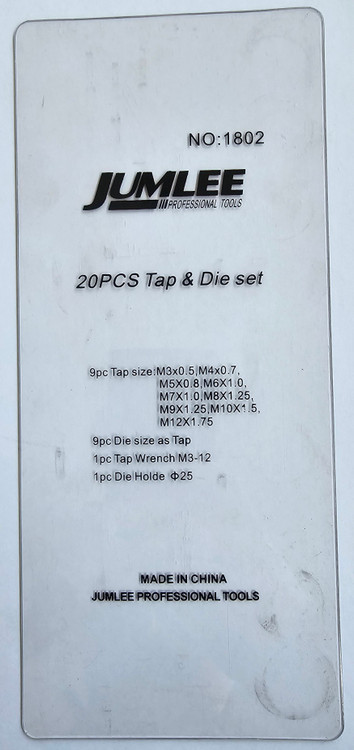 NO:1802
JUMLEE
PROFESSIONAL TOOLS
20PCS Tap & Die set
9pc Tap size:M3x0.5,M4x0.7,
M5X0.8,M6X1.0,
M7X1.0,M8X1.25,
M9X1.25,M10X1.5,
M12X1.75
9pc Die size as Tap
1pc Tap Wrench M3-12
1pc Die Holde Φ25
MADE IN CHINA
JUMLEE PROFESSIONAL TOOLS